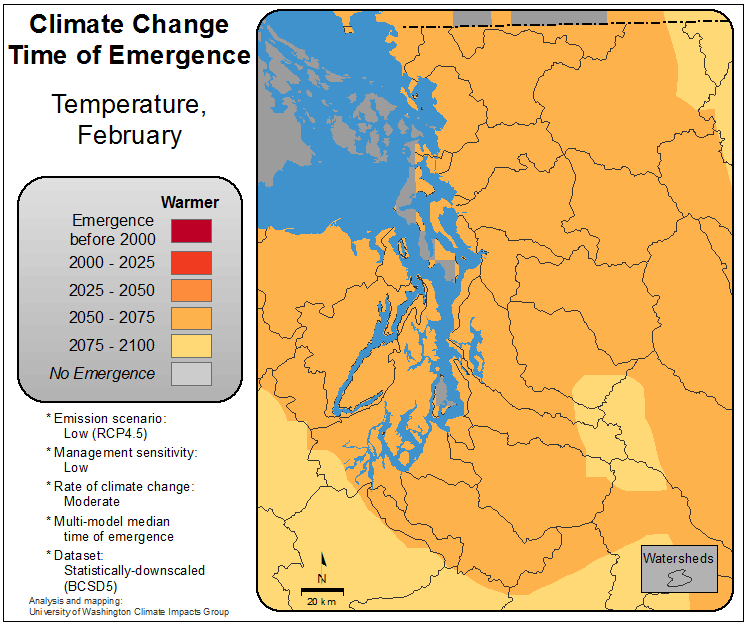 Climate Change
Time of Emergence
Temperature,
February
Warmer
Emergence
before 2000
2000 - 2025
2025 - 2050
2050 - 2075
2075 - 2100
No Emergence
* Emission scenario:
Low (RCP4.5)
* Management sensitivity:
Low
* Rate of climate change:
Moderate
* Multi-model median
time of emergence
* Dataset:
Statistically-downscaled
(BCSD5)
Analysis and mapping:
University of Washington Climate Impacts Group
N
20 km
Watersheds